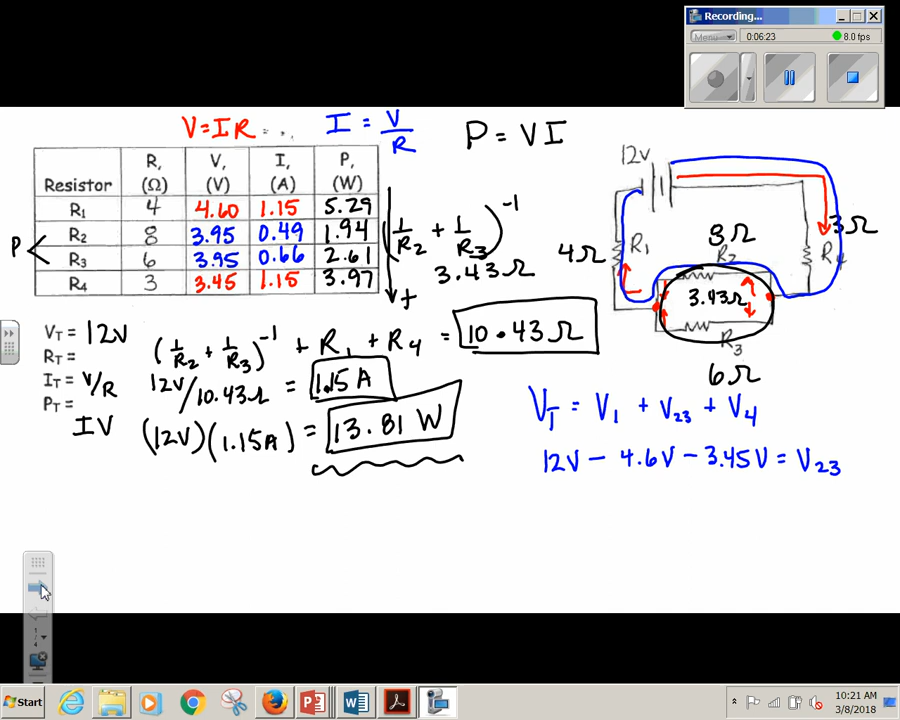 Recording...
Menu
0:06:23
8.0 fps
V=IR=...
I = V/R
P = VI
Resistor R, (Ω) V, (V) I, (A) P, (W)
R1 4 4.60 1.15 5.29
R2 8 3.95 0.49 1.94
R3 6 3.95 0.66 2.61
R4 3 3.45 1.15 3.97
P
(1/R2 + 1/R3)^-1
3.43Ω
+
12V
4Ω
R1
8Ω
R2
3.43Ω
R3
6Ω
3Ω
R4
VT = 12V
RT = (1/R2 + 1/R3)^-1 + R1 + R4 = 10.43Ω
IT = V/R 12V/10.43Ω = 1.15A
PT =
IV (12V)(1.15A) = 13.81 W
VT = V1 + V23 + V4
12V - 4.6V - 3.45V = V23
Start
10:21 AM
3/8/2018